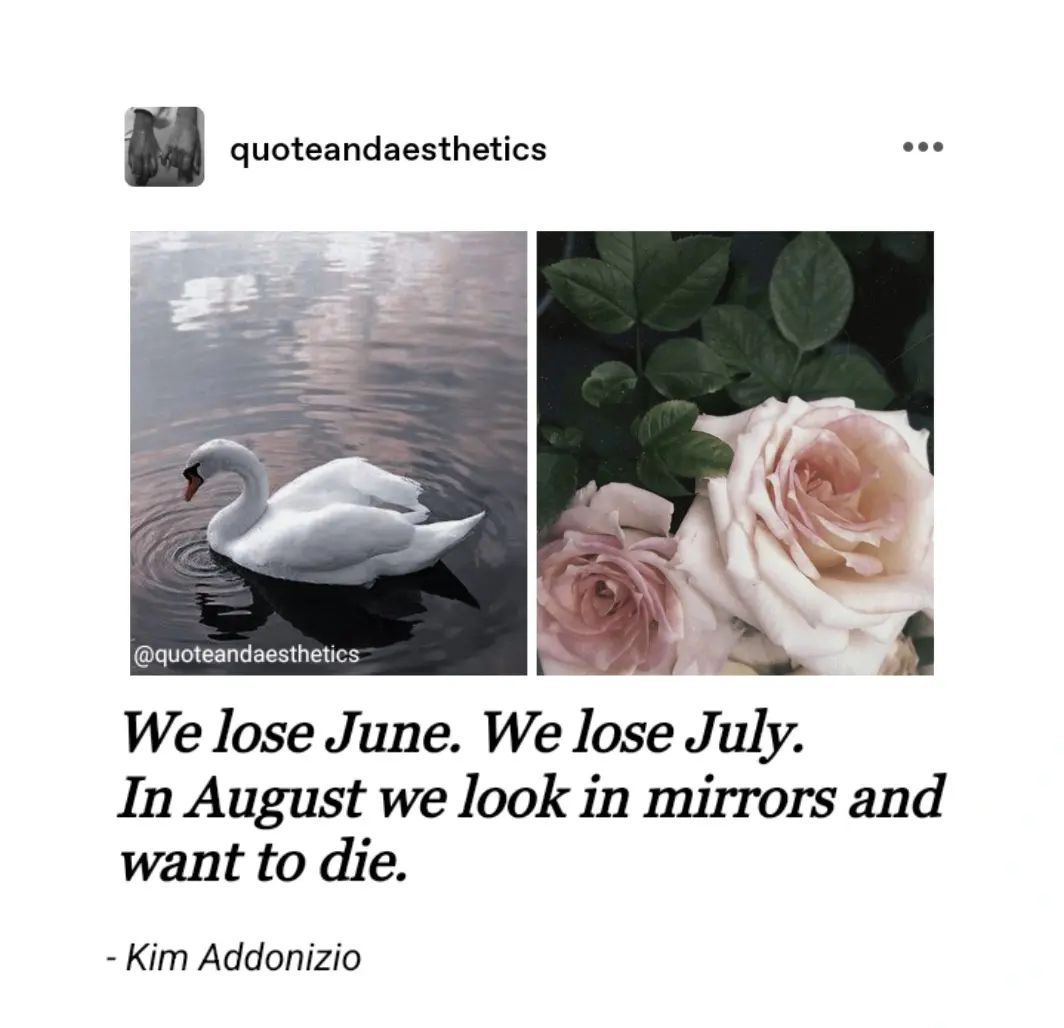 quoteandaesthetics
@quoteandaesthetics
We lose June. We lose July.
In August we look in mirrors and
want to die.
- Kim Addonizio